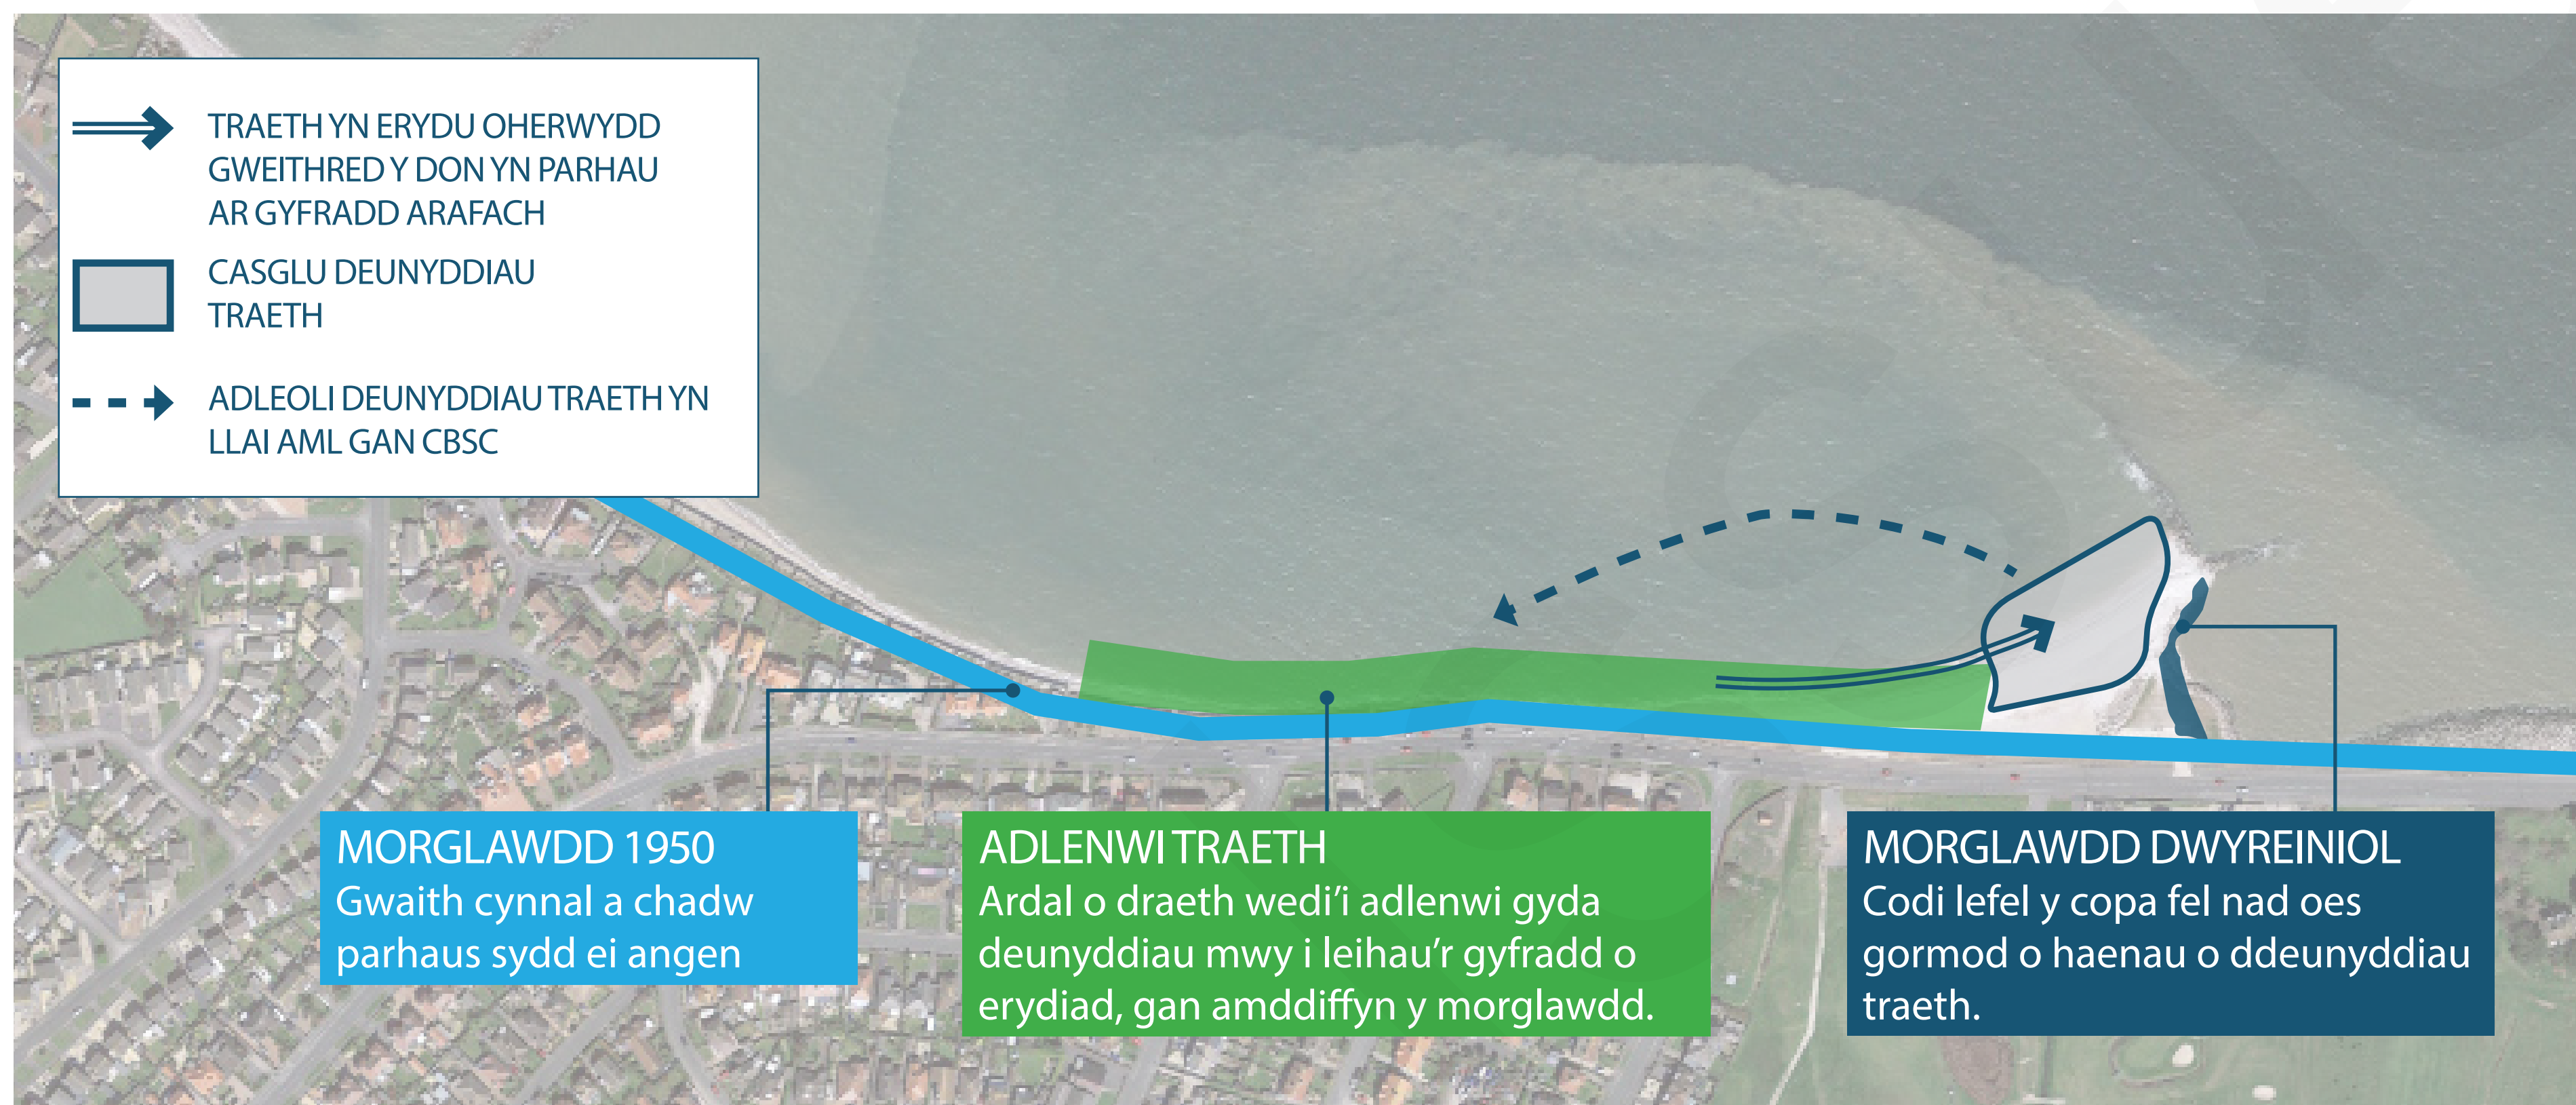 TRAETH YN ERYDU OHERWYDD
GWEITHRED Y DON YN PARHAU
AR GYFRADD ARAFACH
CASGLU DEUNYDDIAU
TRAETH
ADLEOLI DEUNYDDIAU TRAETH YN
LLAI AML GAN CBSC
MORGLAWDD 1950
Gwaith cynnal a chadw
parhaus sydd ei angen
ADLENWI TRAETH
Ardal o draeth wedi’i adlenwi gyda
deunyddiau mwy i leihau’r gyfradd o
erydiad, gan amddiffyn y morglawdd.
MORGLAWDD DWYREINIOL
Codi lefel y copa fel nad oes
gormod o haenau o ddeunyddiau
traeth.